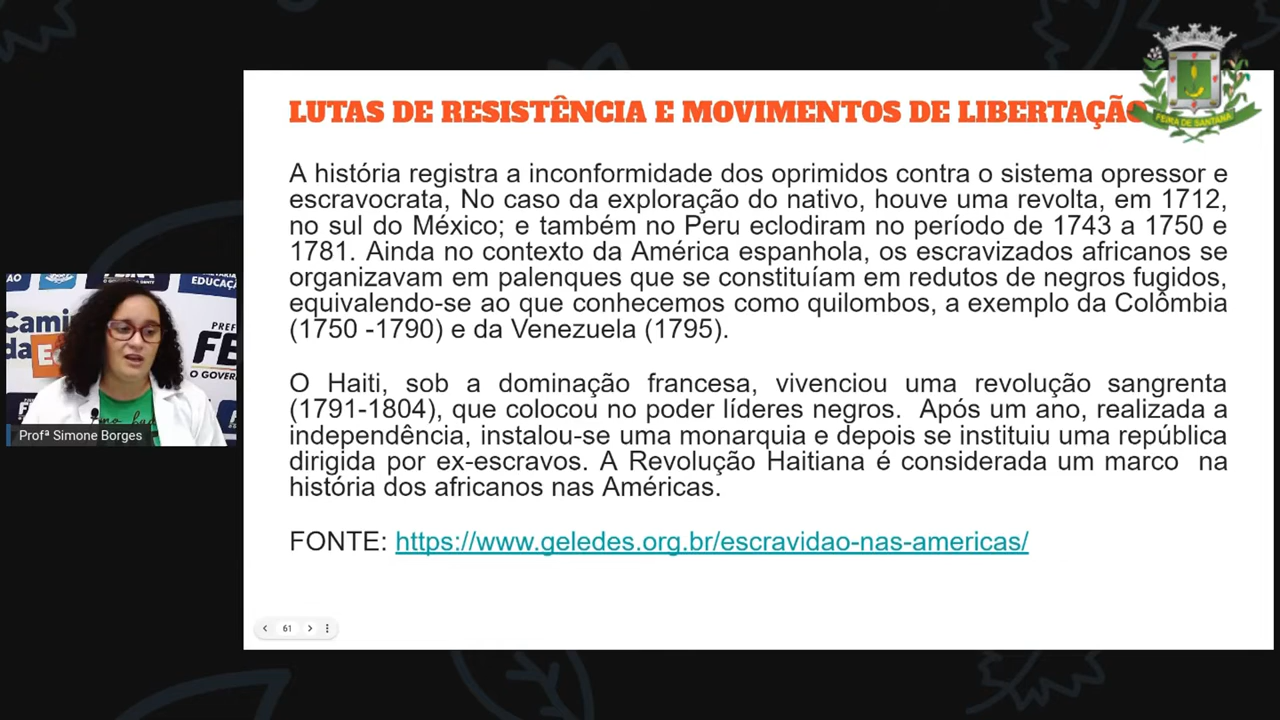 LUTAS DE RESISTÊNCIA E MOVIMENTOS DE LIBERTAÇÃO
FEIRA DE SANTANA
A história registra a inconformidade dos oprimidos contra o sistema opressor e
escravocrata, No caso da exploração do nativo, houve uma revolta, em 1712,
no sul do México; e também no Peru eclodiram no período de 1743 a 1750 e
1781. Ainda no contexto da América espanhola, os escravizados africanos se
organizavam em palenques que se constituíam em redutos de negros fugidos,
equivalendo-se ao que conhecemos como quilombos, a exemplo da Colômbia
(1750 -1790) e da Venezuela (1795).
O Haiti, sob a dominação francesa, vivenciou uma revolução sangrenta
(1791-1804), que colocou no poder líderes negros. Após um ano, realizada a
independência, instalou-se uma monarquia e depois se instituiu uma república
dirigida por ex-escravos. A Revolução Haitiana é considerada um marco na
história dos africanos nas Américas.
FONTE: https://www.geledes.org.br/escravidao-nas-americas/
61
EDUCAÇ
Cami
da
PREF
O GOVER
Profª Simone Borges